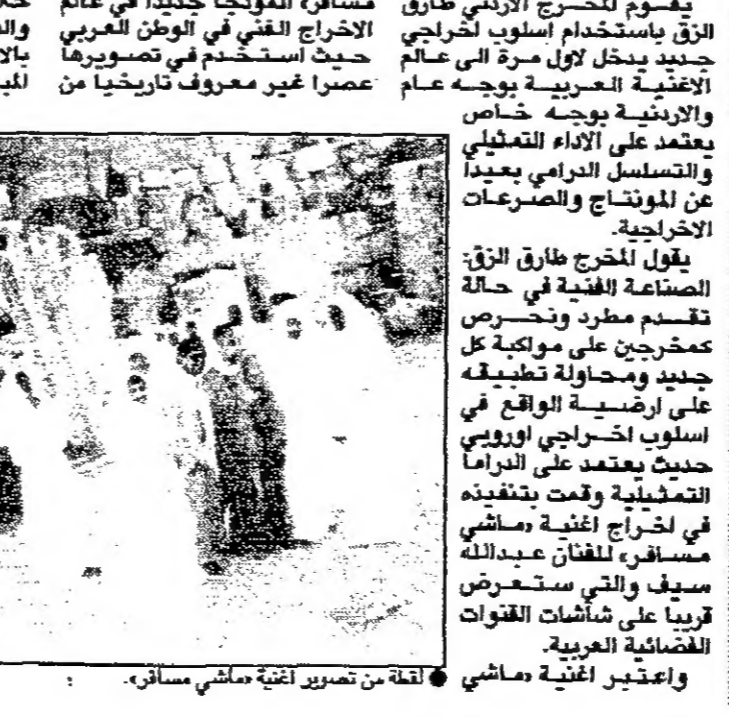 يقوم المخرج الاردني طارق
الزق باستخدام اسلوب اخراجي
جديد يدخل لاول مرة الى عالم
الاغنية العربية بوجه عام
والاردنية بوجه خاص
يعتمد على الاداء التمثيلي
والتسلسل الدرامي بعيدا
عن المونتاج والصرعات
الاخراجية.
يقول المخرج طارق الزق:
الصناعة الفنية في حالة
تقدم مطرد ونحرص
كمخرجين على مواكبة كل
جديد ومحاولة تطبيقه
على ارضية الواقع في
اسلوب اخراجي اوروبي
حديث يعتمد على الدراما
التمثيلية وقمت بتنفيذه
في اخراج اغنية «ماشي
مسافر» للفنان عبدالله
سيف والتي ستعرض
قريبا على شاشات القنوات
الفضائية العربية.
واعتبر اغنية «ماشي
مسافر» انموذجا جديدا في عالم
الاخراج الفني في الوطن العربي
حيث استخدم في تصويرها
عصرا غير معروف تاريخيا من
● لقطة من تصوير اغنية «ماشي مسافر».